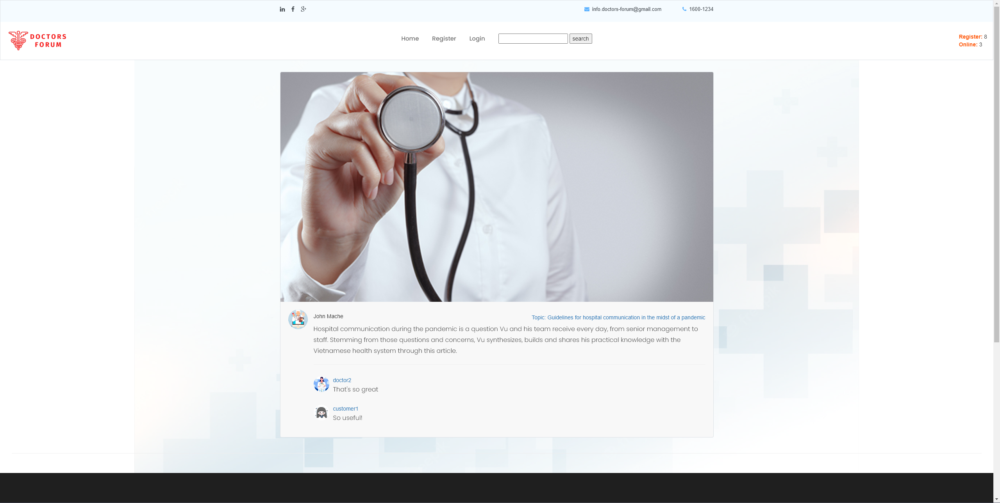 info.doctors-forum@gmail.com
1600-1234
DOCTORS
FORUM
Home
Register
Login
search
Register: 8
Online: 3
John Mache
Topic: Guidelines for hospital communication in the midst of a pandemic
Hospital communication during the pandemic is a question Vu and his team receive every day, from senior management to
staff. Stemming from those questions and concerns, Vu synthesizes, builds and shares his practical knowledge with the
Vietnamese health system through this article.
doctor2
That's so great
customer1
So useful!